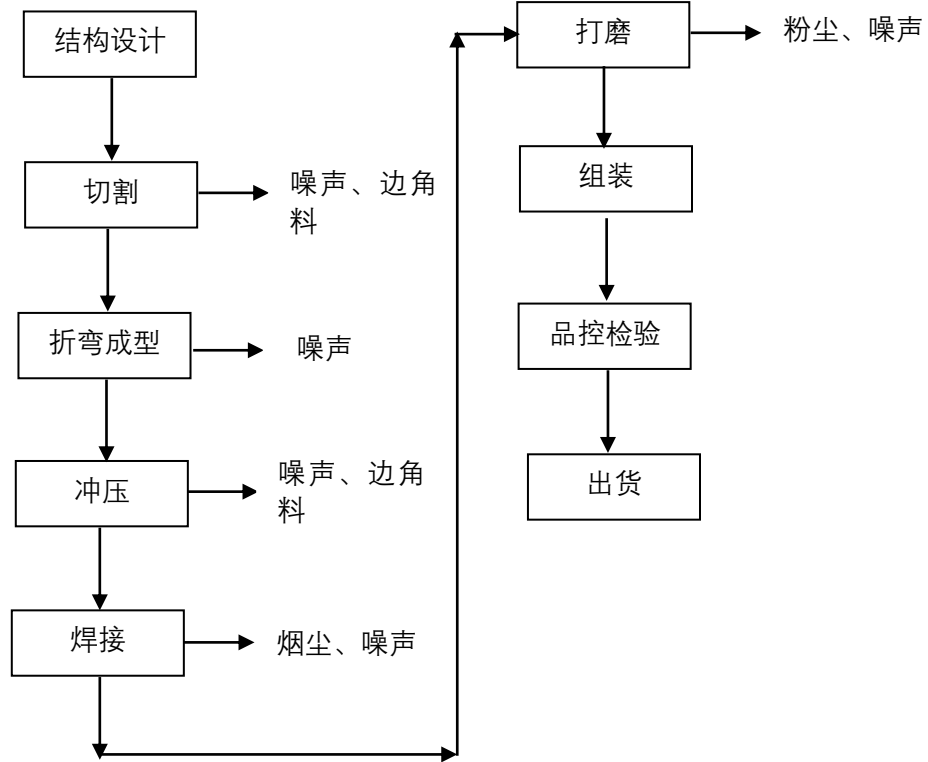 结构设计
切割
噪声、边角
料
折弯成型
噪声
冲压
噪声、边角
料
焊接
烟尘、噪声
打磨
粉尘、噪声
组装
品控检验
出货